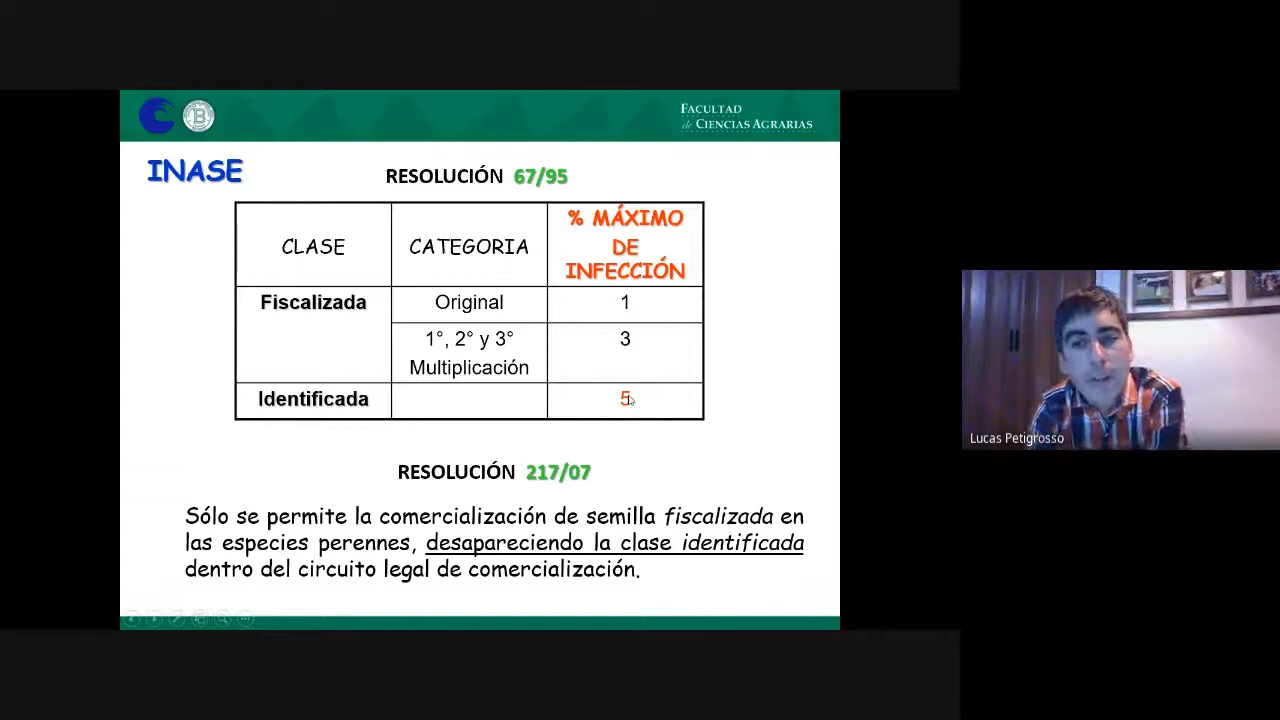 FACULTAD
de CIENCIAS AGRARIAS
INASE
RESOLUCIÓN 67/95
CLASE
CATEGORIA
% MÁXIMO
DE
INFECCIÓN
Fiscalizada
Original
1
1°, 2° y 3°
Multiplicación
3
Identificada
5
RESOLUCIÓN 217/07
Sólo se permite la comercialización de semilla fiscalizada en
las especies perennes, desapareciendo la clase identificada
dentro del circuito legal de comercialización.
Lucas Petigrosso